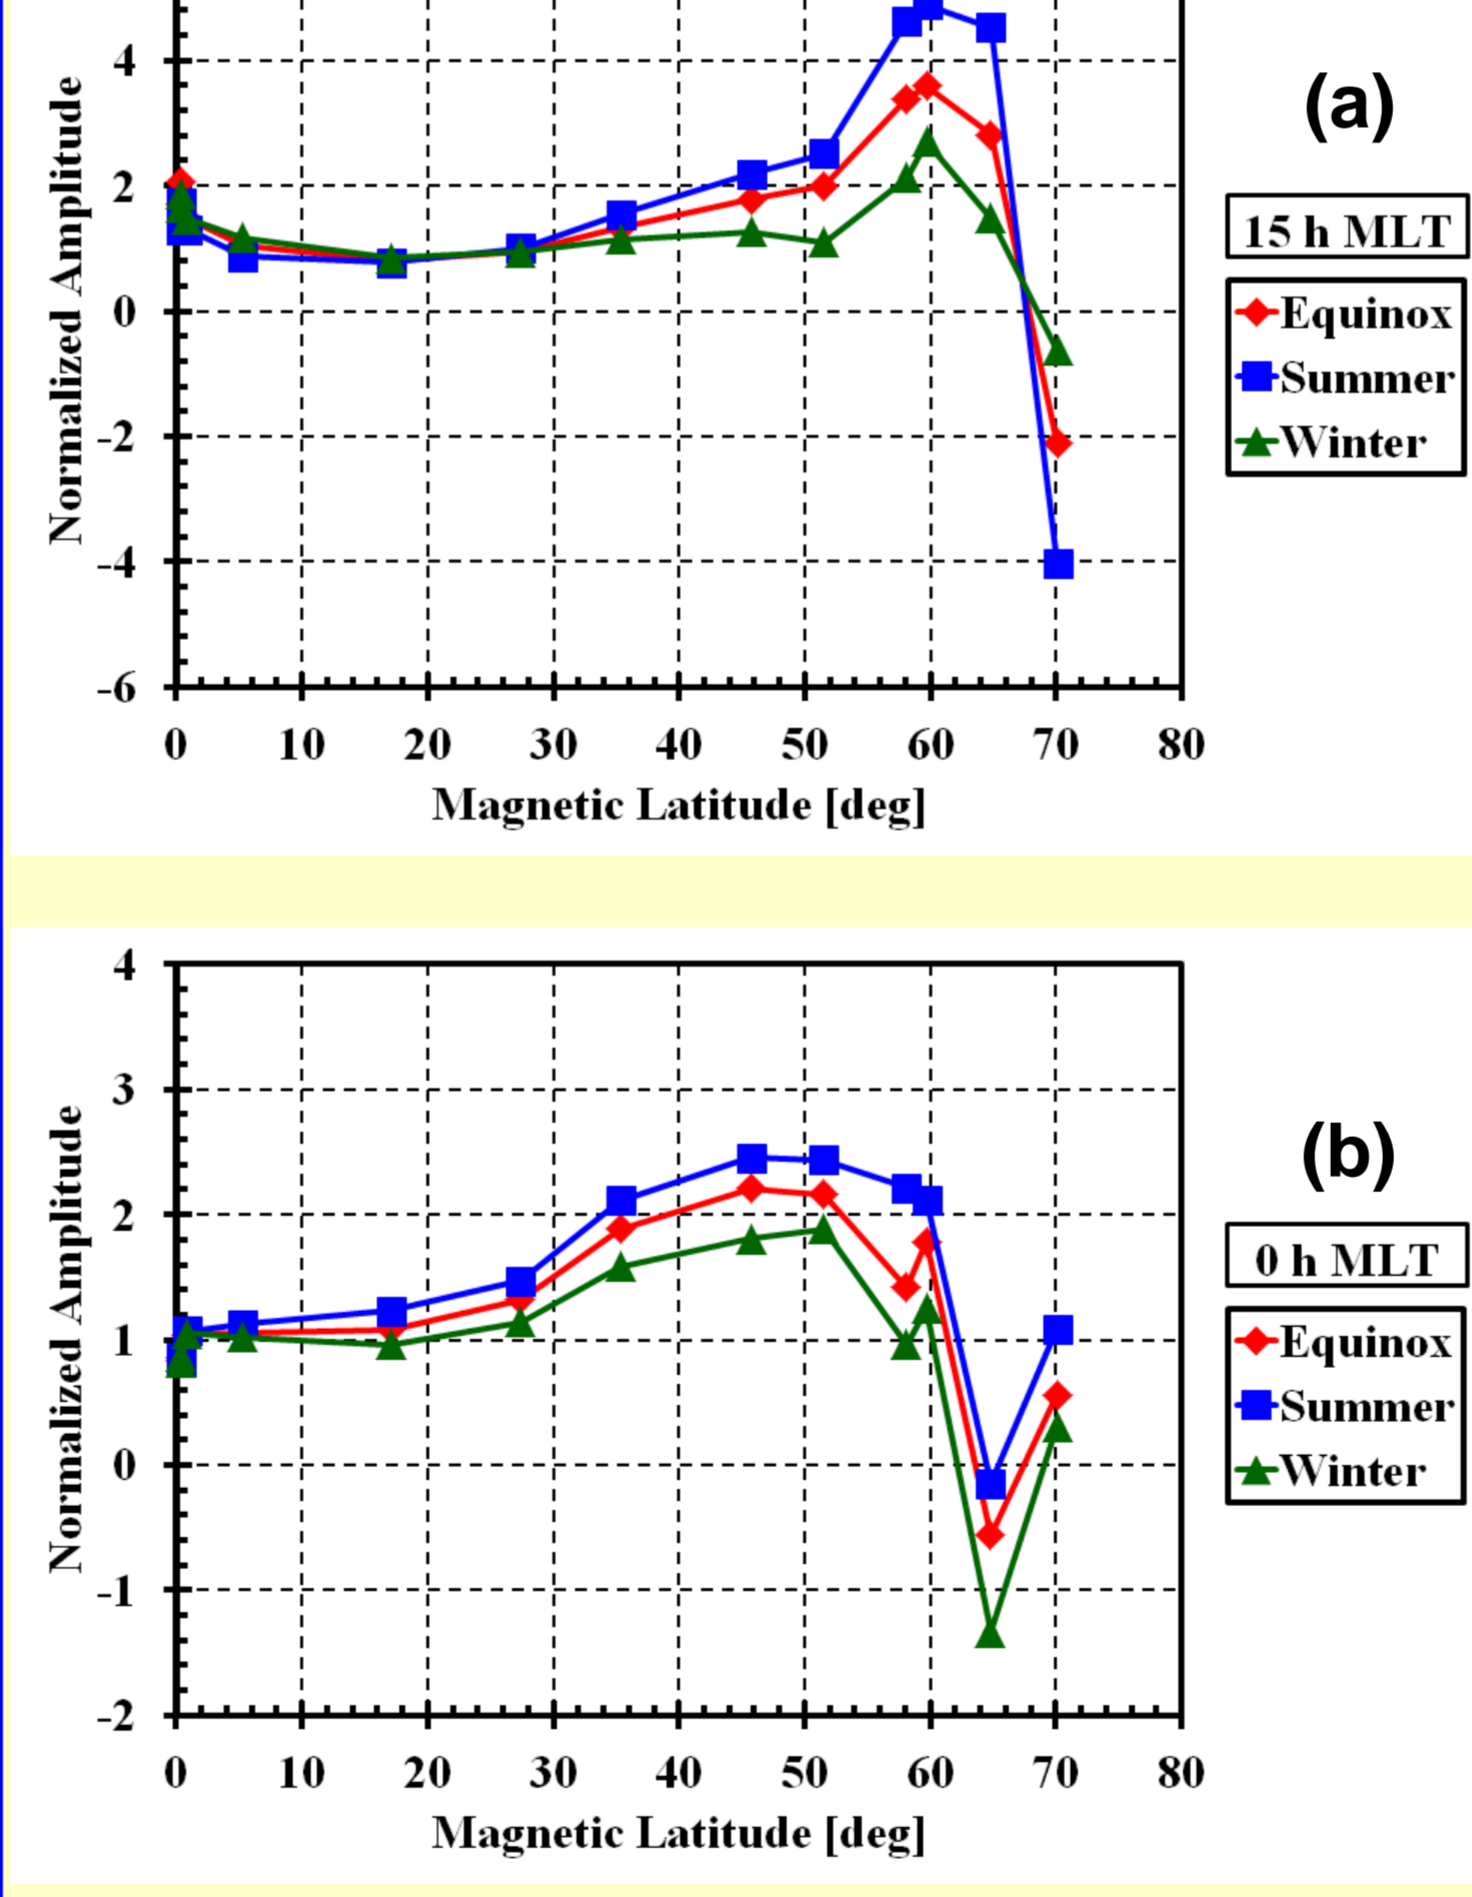 4
2
0
-2
-4
-6
Normalized Amplitude
0 10 20 30 40 50 60 70 80
Magnetic Latitude [deg]
(a)
15 h MLT
Equinox
Summer
Winter
4
3
2
1
0
-1
-2
Normalized Amplitude
0 10 20 30 40 50 60 70 80
Magnetic Latitude [deg]
(b)
0 h MLT
Equinox
Summer
Winter